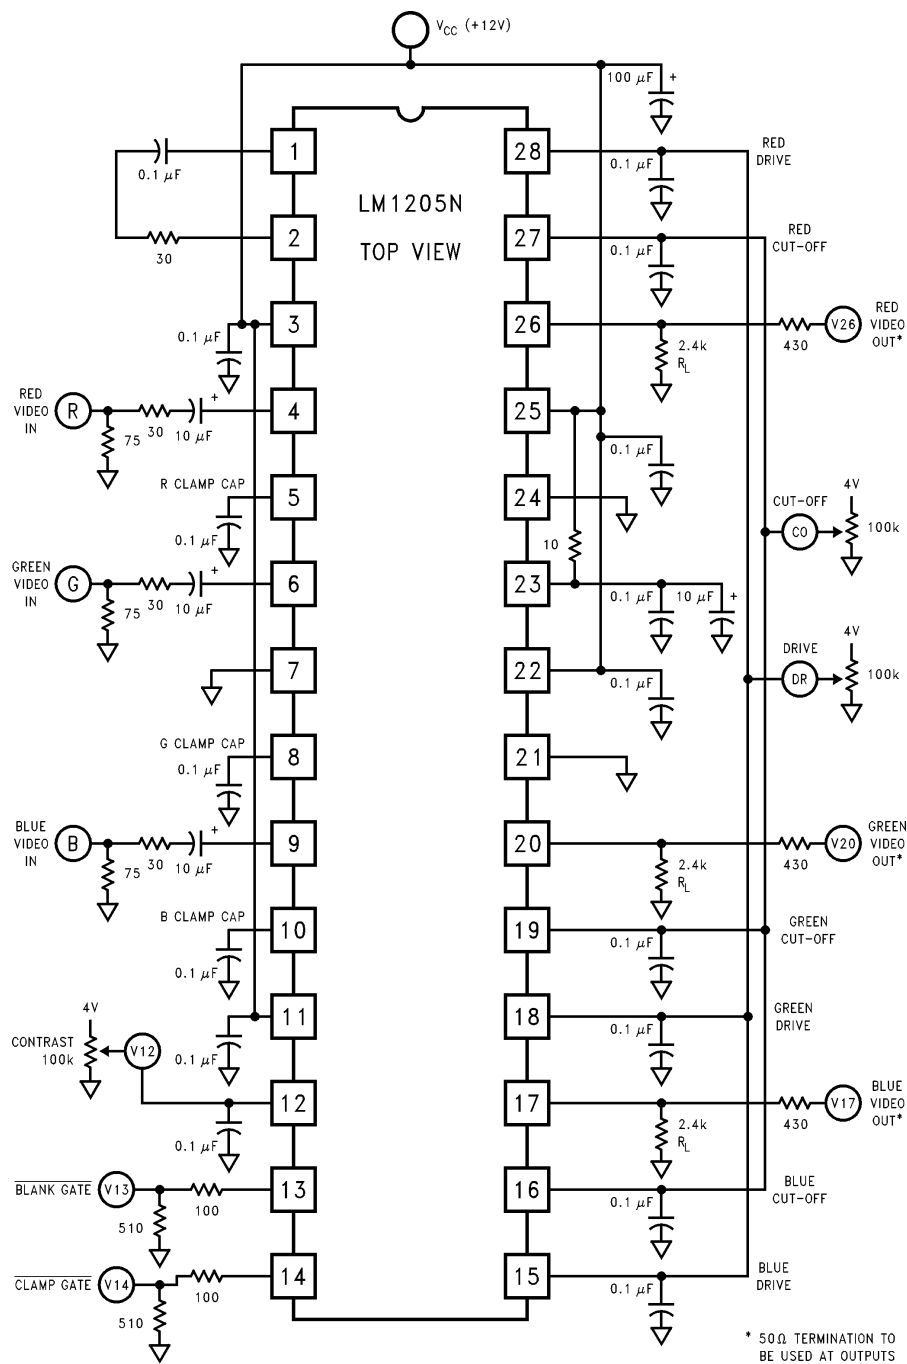 V_CC (+12V)
100 μF +
1
0.1 μF
2
30
3
0.1 μF
RED
VIDEO
IN
R
75
30
10 μF
+
4
R CLAMP CAP
0.1 μF
5
GREEN
VIDEO
IN
G
75
30
10 μF
+
6
7
G CLAMP CAP
0.1 μF
8
BLUE
VIDEO
IN
B
75
30
10 μF
+
9
B CLAMP CAP
0.1 μF
10
0.1 μF
11
4V
CONTRAST
100k
V12
0.1 μF
12
BLANK GATE
V13
510
100
13
CLAMP GATE
V14
510
100
14
LM1205N
TOP VIEW
28
0.1 μF
RED
DRIVE
27
0.1 μF
RED
CUT-OFF
26
2.4k
R_L
430
V26
RED
VIDEO
OUT*
25
0.1 μF
24
10
23
0.1 μF
10 μF
+
CUT-OFF
CO
4V
100k
DRIVE
DR
4V
100k
22
0.1 μF
21
20
2.4k
R_L
430
V20
GREEN
VIDEO
OUT*
19
0.1 μF
GREEN
CUT-OFF
18
0.1 μF
GREEN
DRIVE
17
2.4k
R_L
430
V17
BLUE
VIDEO
OUT*
16
0.1 μF
BLUE
CUT-OFF
15
0.1 μF
BLUE
DRIVE
* 50Ω TERMINATION TO
BE USED AT OUTPUTS